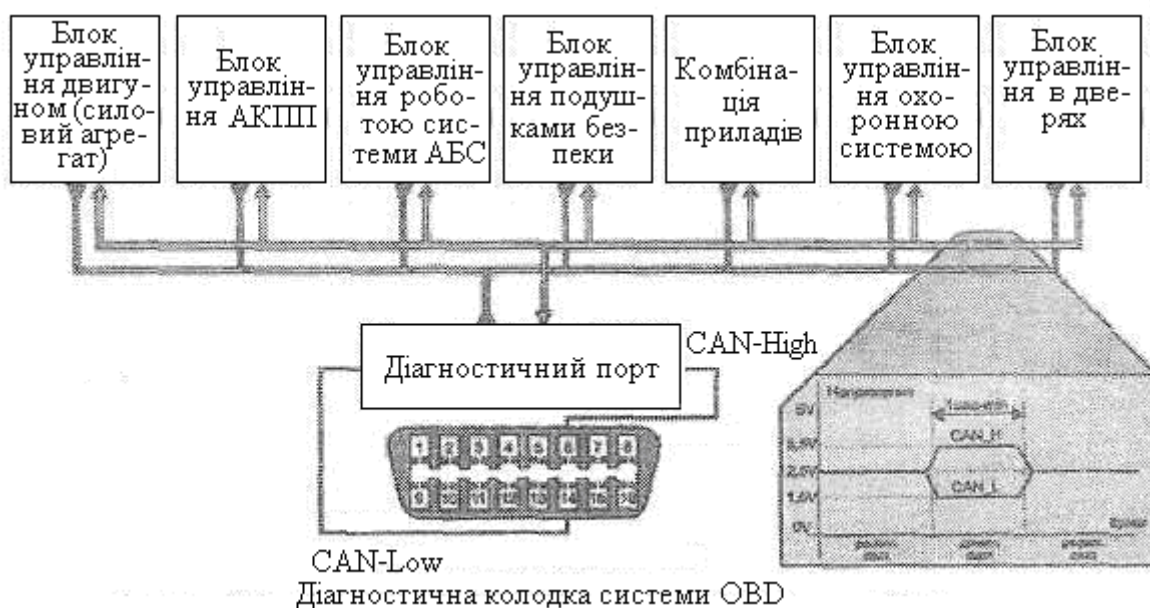 Блок
управлін-
ня двигу-
ном (сило-
вий агре-
гат)
Блок
управлін-
ня АКПП
Блок
управлін-
ня робо-
тою сис-
теми АБС
Блок
управлін-
ня подуш-
ками без-
пеки
Комбіна-
ція
приладів
Блок
управлін-
ня охо-
ронною
системою
Блок
управлін-
ня в две-
рях
Діагностичний порт
CAN-High
1 2 3 4 5 6 7 8
9 10 11 12 13 14 15 16
CAN-Low
Діагностична колодка системи OBD
5V
3,5V
2,5V
1,5V
0V
CAN_H
CAN_L